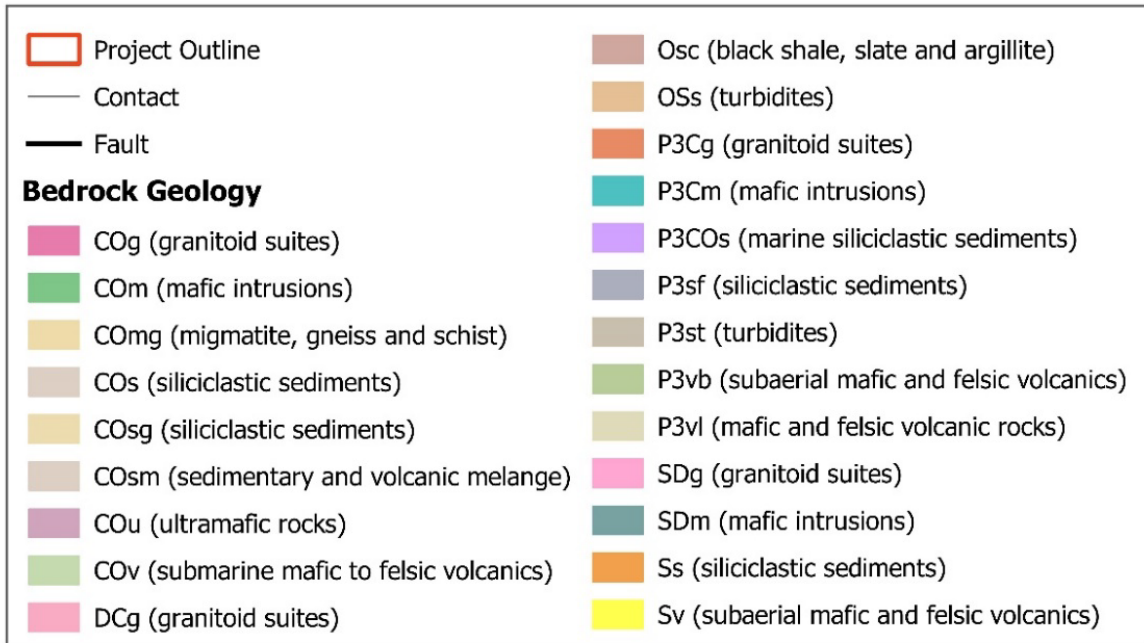 Project Outline
Contact
Fault
Bedrock Geology
COg (granitoid suites)
COm (mafic intrusions)
COmg (migmatite, gneiss and schist)
COs (siliciclastic sediments)
COsg (siliciclastic sediments)
COsm (sedimentary and volcanic melange)
COu (ultramafic rocks)
COv (submarine mafic to felsic volcanics)
DCg (granitoid suites)
Osc (black shale, slate and argillite)
OSs (turbidites)
P3Cg (granitoid suites)
P3Cm (mafic intrusions)
P3COs (marine siliciclastic sediments)
P3sf (siliciclastic sediments)
P3st (turbidites)
P3vb (subaerial mafic and felsic volcanics)
P3vl (mafic and felsic volcanic rocks)
SDg (granitoid suites)
SDm (mafic intrusions)
Ss (siliciclastic sediments)
Sv (subaerial mafic and felsic volcanics)